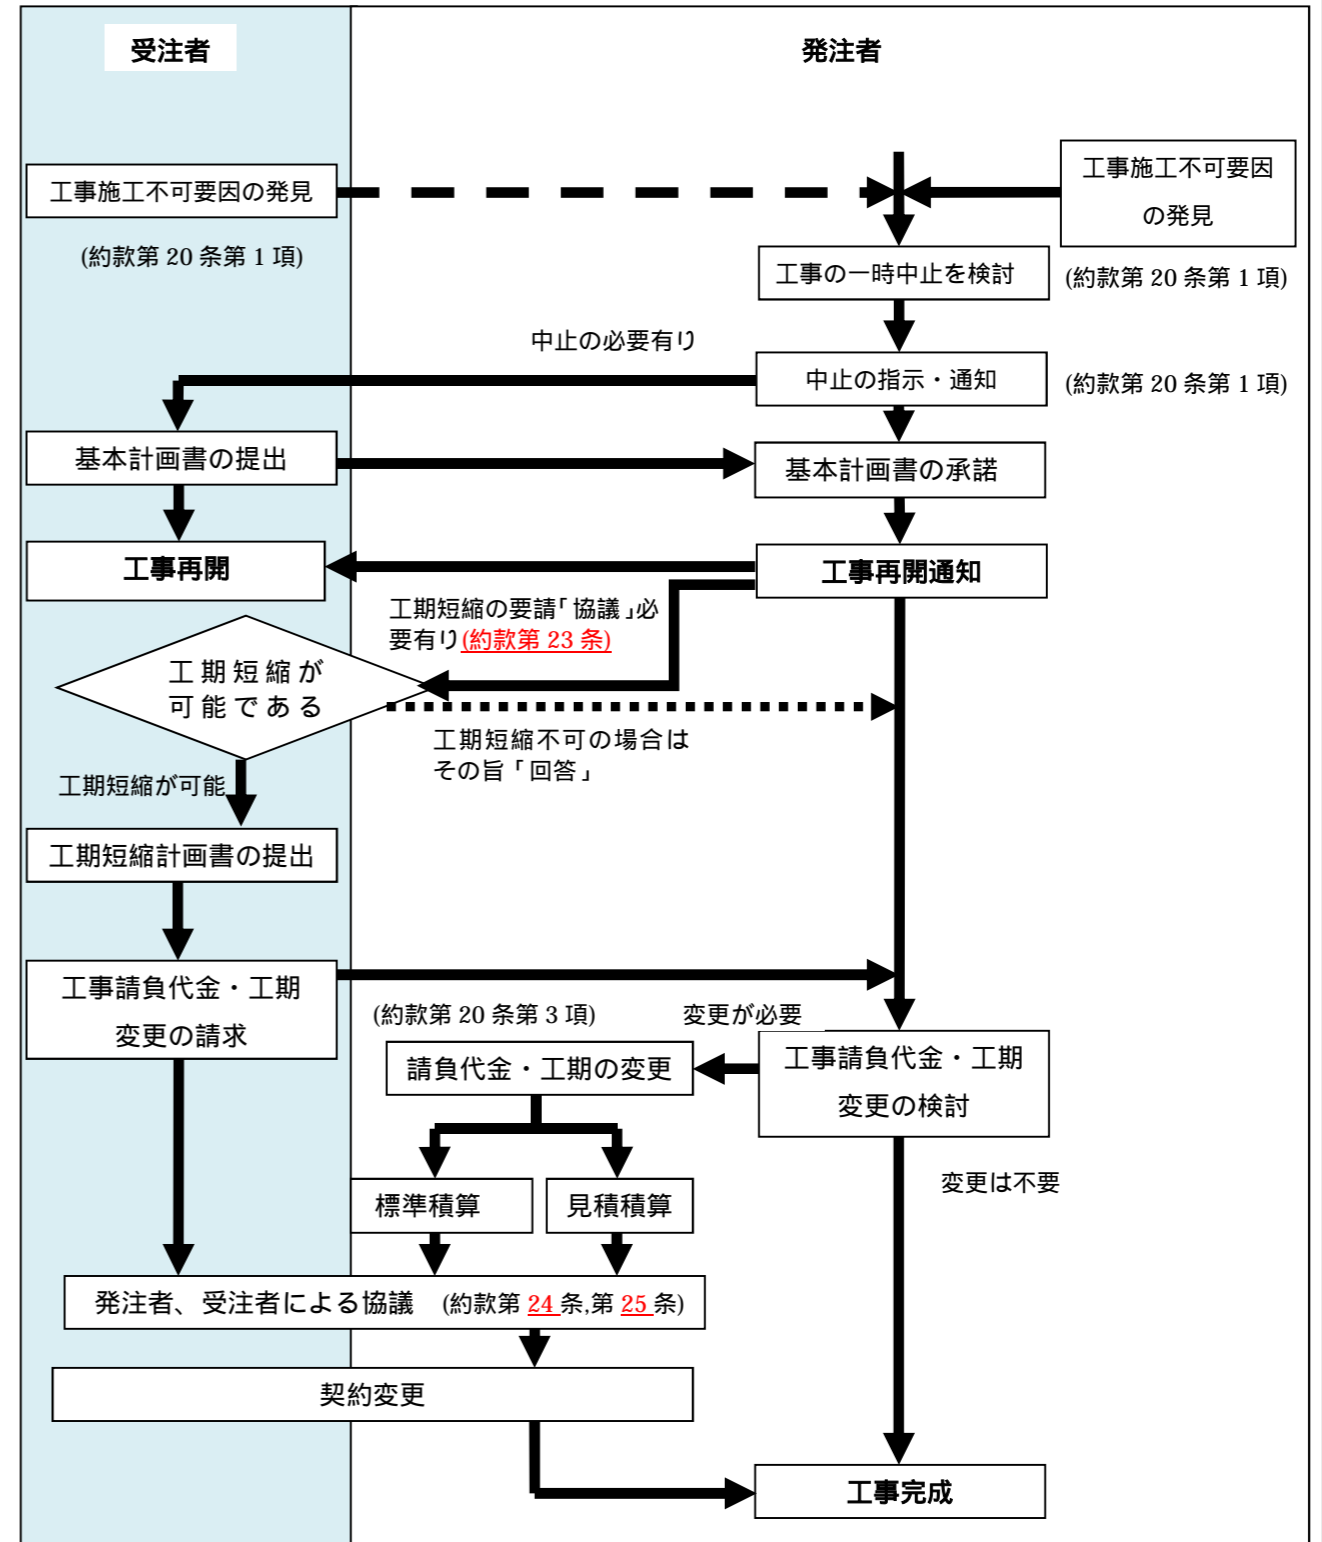 受注者
発注者
工事施工不可要因の発見
工事施工不可要因
の発見
(約款第 20 条第 1 項)
工事の一時中止を検討
(約款第 20 条第 1 項)
中止の必要有り
中止の指示・通知
(約款第 20 条第 1 項)
基本計画書の提出
基本計画書の承諾
工事再開
工事再開通知
工期短縮の要請「協議」必
要有り(約款第 23 条)
工期短縮が
可能である
工期短縮不可の場合は
その旨「回答」
工期短縮が可能
工期短縮計画書の提出
工事請負代金・工期
変更の請求
(約款第 20 条第 3 項)
変更が必要
請負代金・工期の変更
工事請負代金・工期
変更の検討
変更は不要
標準積算
見積積算
発注者、受注者による協議 (約款第 24 条,第 25 条)
契約変更
工事完成